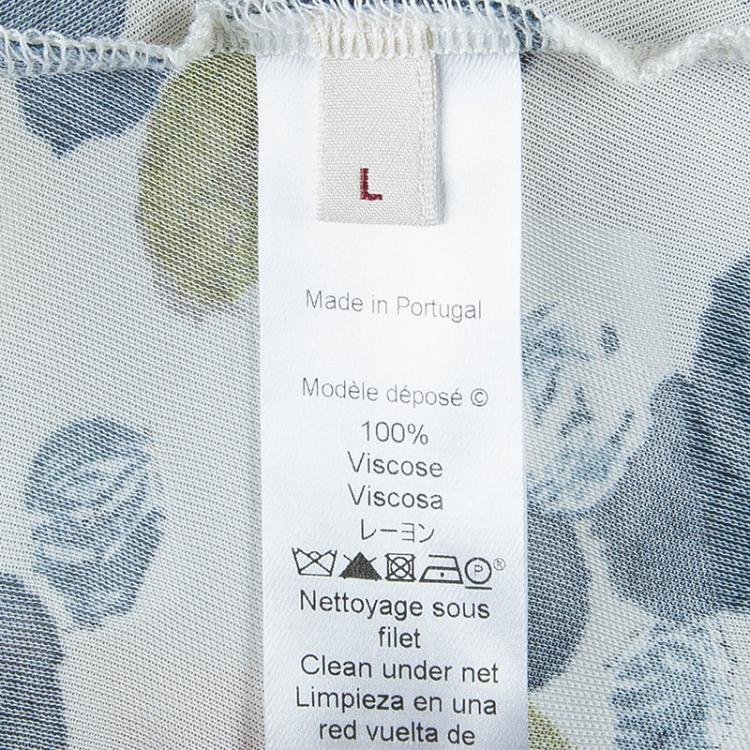 L
Made in Portugal
Modèle déposé ©
100%
Viscose
Viscosa
レーヨン
P ®
Nettoyage sous
filet
Clean under net
Limpieza en una
red vuelta de